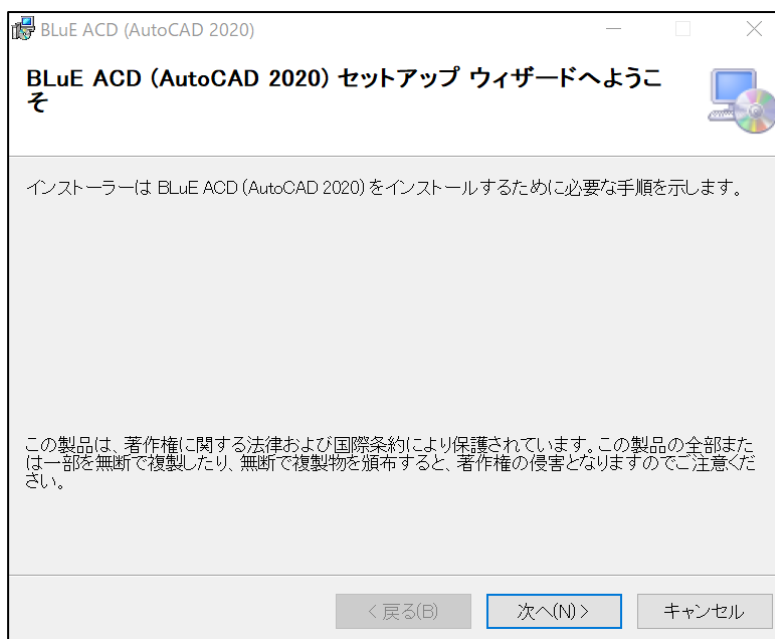 BLuE ACD (AutoCAD 2020)
BLuE ACD (AutoCAD 2020) セットアップ ウィザードへようこ
そ
インストーラーは BLuE ACD (AutoCAD 2020) をインストールするために必要な手順を示します。
この製品は、著作権に関する法律および国際条約により保護されています。この製品の全部また
は一部を無断で複製したり、無断で複製物を頒布すると、著作権の侵害となりますのでご注意くだ
さい。
< 戻る(B) 次へ(N) > キャンセル